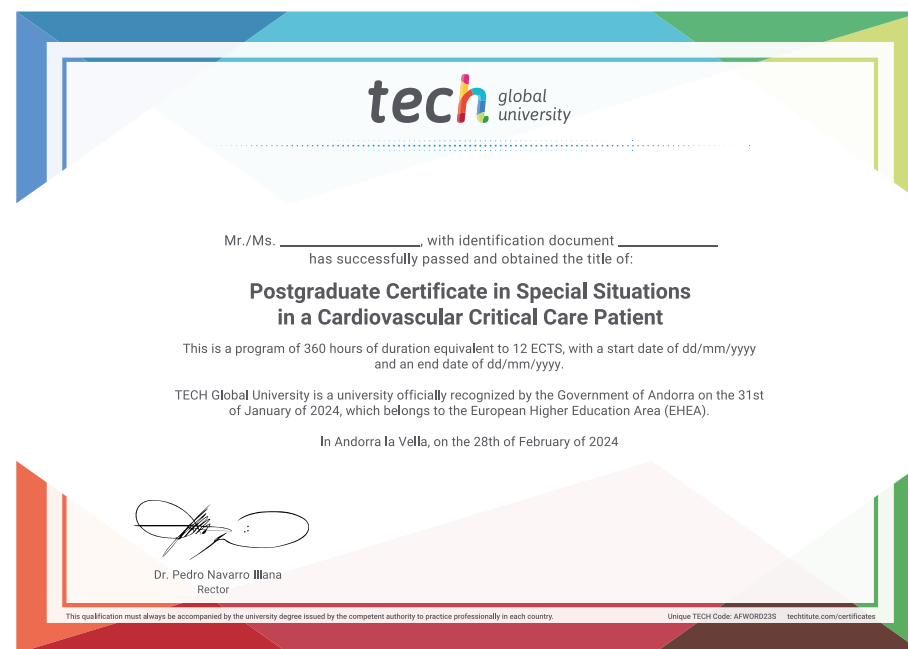 tech global university
Mr./Ms. ____________, with identification document ____________
has successfully passed and obtained the title of:
Postgraduate Certificate in Special Situations
in a Cardiovascular Critical Care Patient
This is a program of 360 hours of duration equivalent to 12 ECTS, with a start date of dd/mm/yyyy
and an end date of dd/mm/yyyy.
TECH Global University is a university officially recognized by the Government of Andorra on the 31st
of January of 2024, which belongs to the European Higher Education Area (EHEA).
In Andorra la Vella, on the 28th of February of 2024
Dr. Pedro Navarro Illana
Rector
This qualification must always be accompanied by the university degree issued by the competent authority to practice professionally in each country.
Unique TECH Code: AFWORD23S techtitute.com/certificates